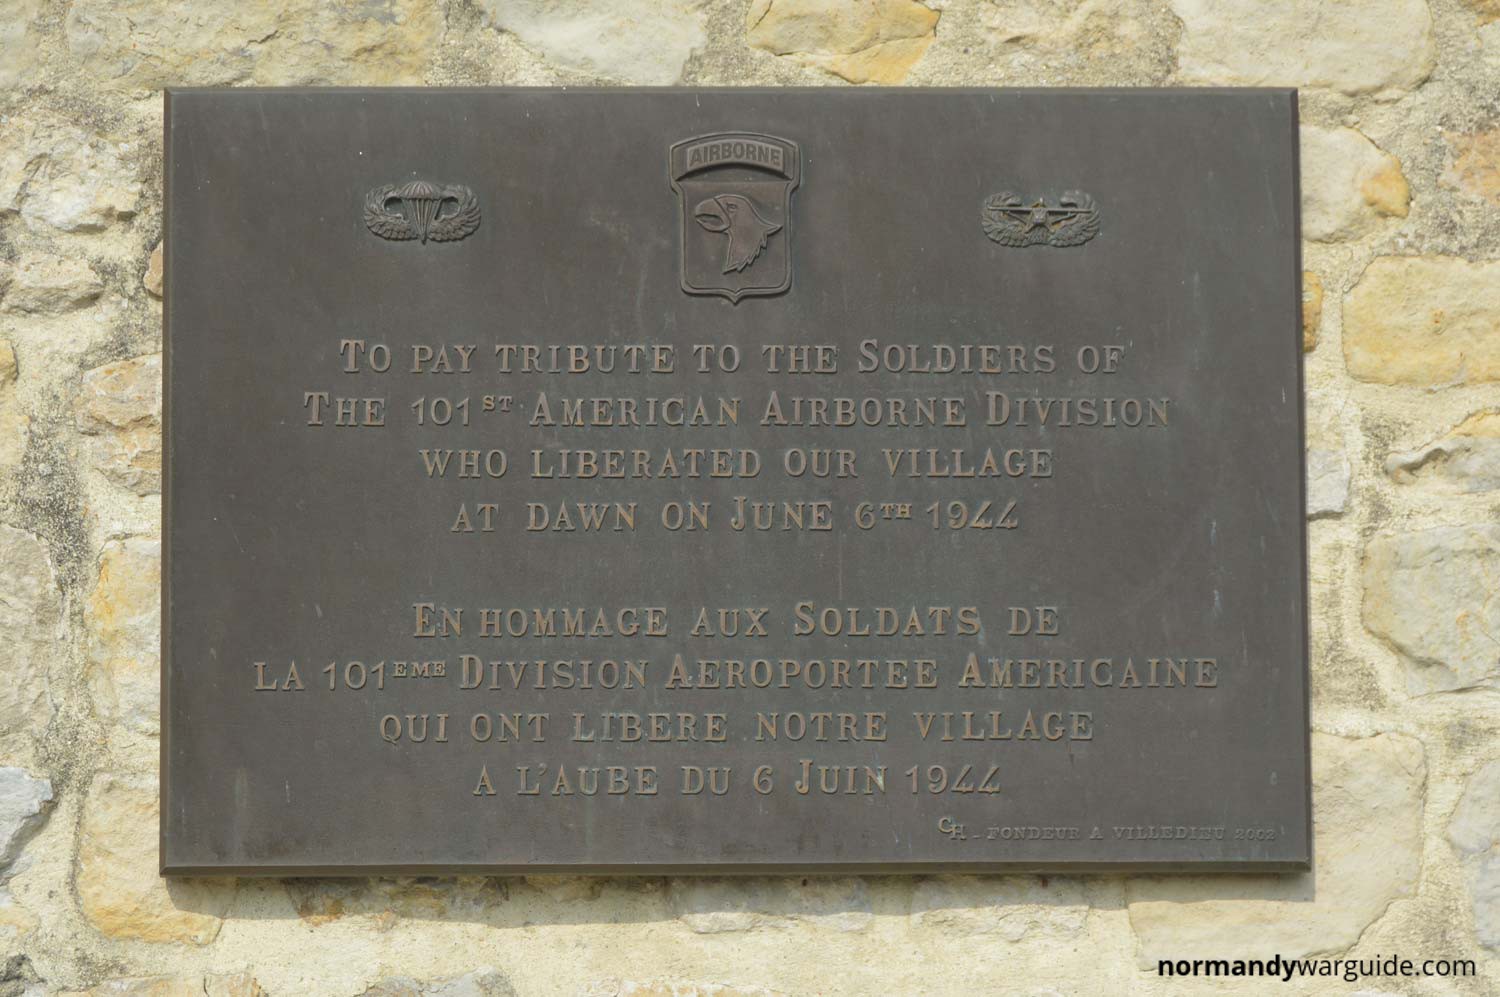 AIRBORNE
TO PAY TRIBUTE TO THE SOLDIERS OF
THE 101ST AMERICAN AIRBORNE DIVISION
WHO LIBERATED OUR VILLAGE
AT DAWN ON JUNE 6TH 1944
EN HOMMAGE AUX SOLDATS DE
LA 101EME DIVISION AEROPORTEE AMERICAINE
QUI ONT LIBERE NOTRE VILLAGE
A L'AUBE DU 6 JUIN 1944
CH - FONDEUR A VILLEDIEU 2002
normandywarguide.com